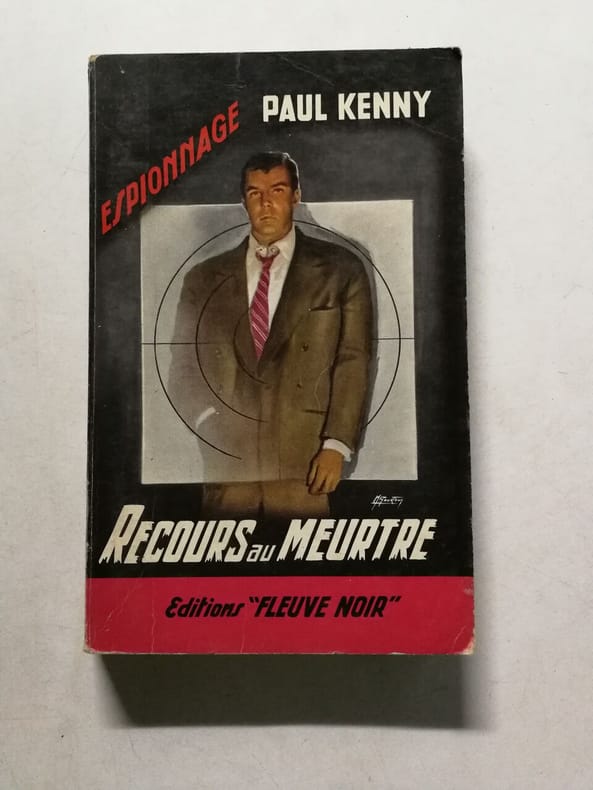 PAUL KENNY
ESPIONNAGE
RECOURS AU MEURTRE
Editions "FLEUVE NOIR"